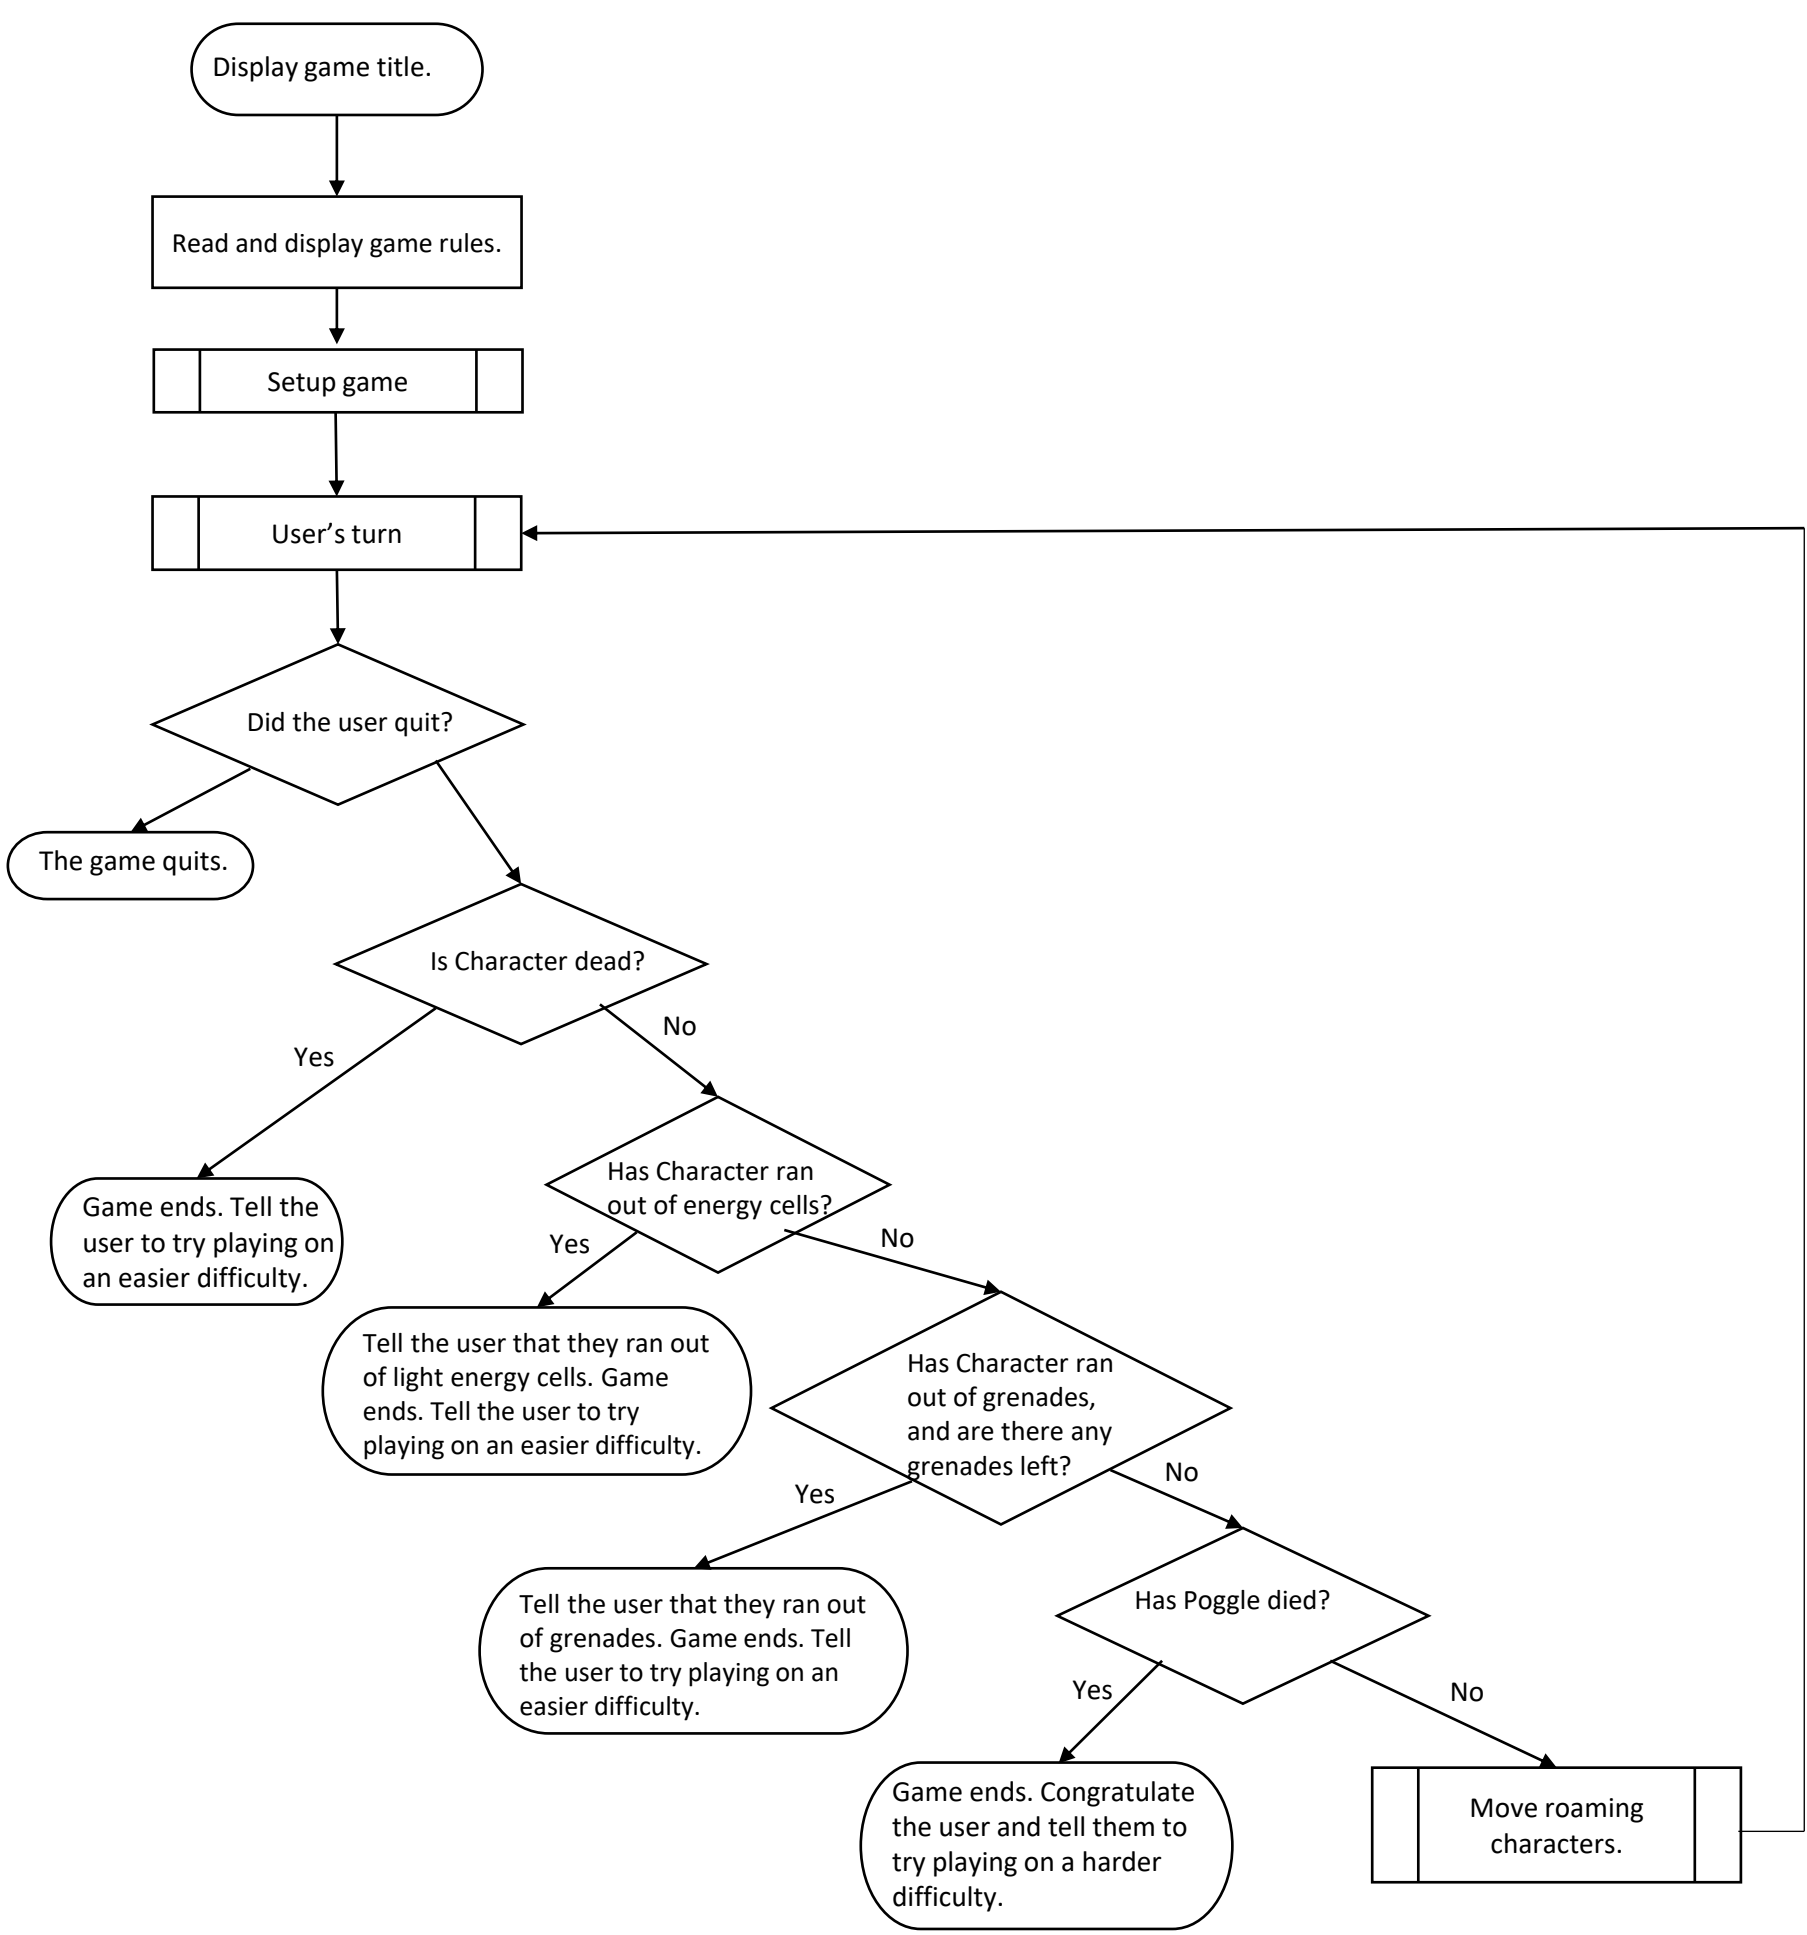 Display game title.
Read and display game rules.
Setup game
User’s turn
Did the user quit?
The game quits.
Is Character dead?
No
Yes
Has Character ran
out of energy cells?
Game ends. Tell the
user to try playing on
an easier difficulty.
Yes
No
Tell the user that they ran out
of light energy cells. Game
ends. Tell the user to try
playing on an easier difficulty.
Has Character ran
out of grenades,
and are there any
grenades left?
Yes
No
Tell the user that they ran out
of grenades. Game ends. Tell
the user to try playing on an
easier difficulty.
Has Poggle died?
Yes
No
Game ends. Congratulate
the user and tell them to
try playing on a harder
difficulty.
Move roaming
characters.